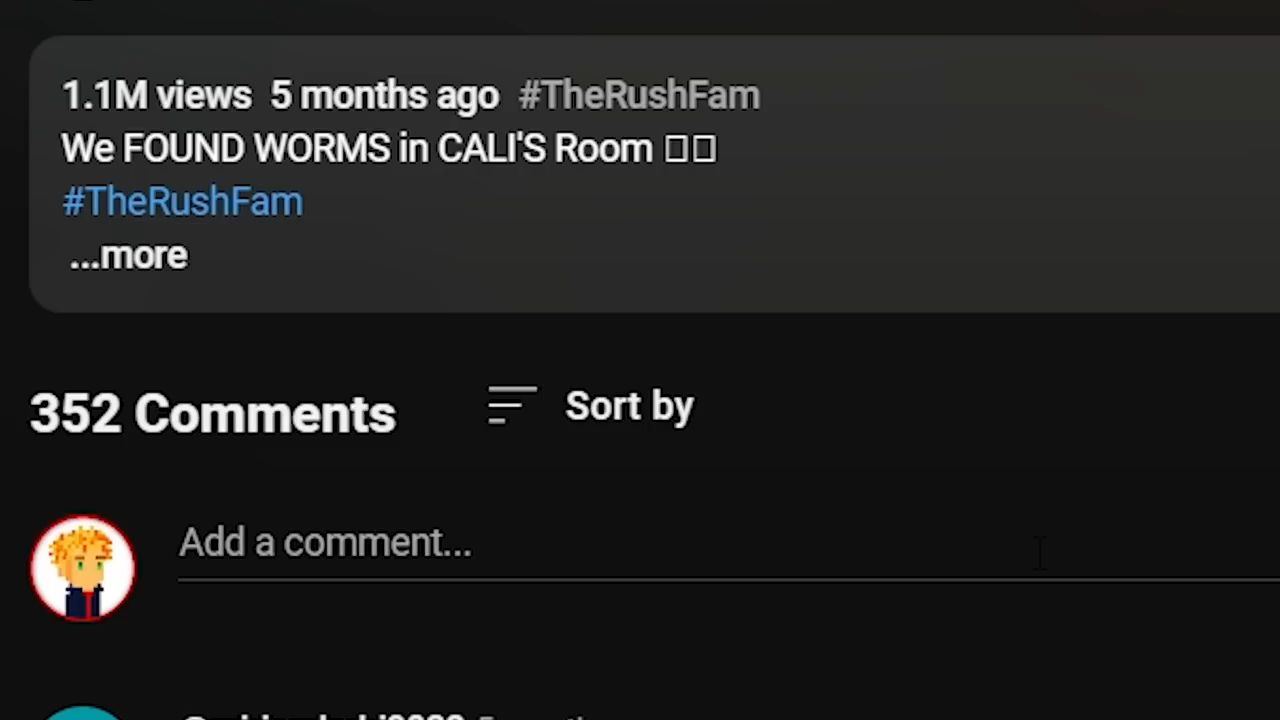 1.1M views 5 months ago #TheRushFam
We FOUND WORMS in CALI'S Room
#TheRushFam
...more
352 Comments
Sort by
Add a comment...